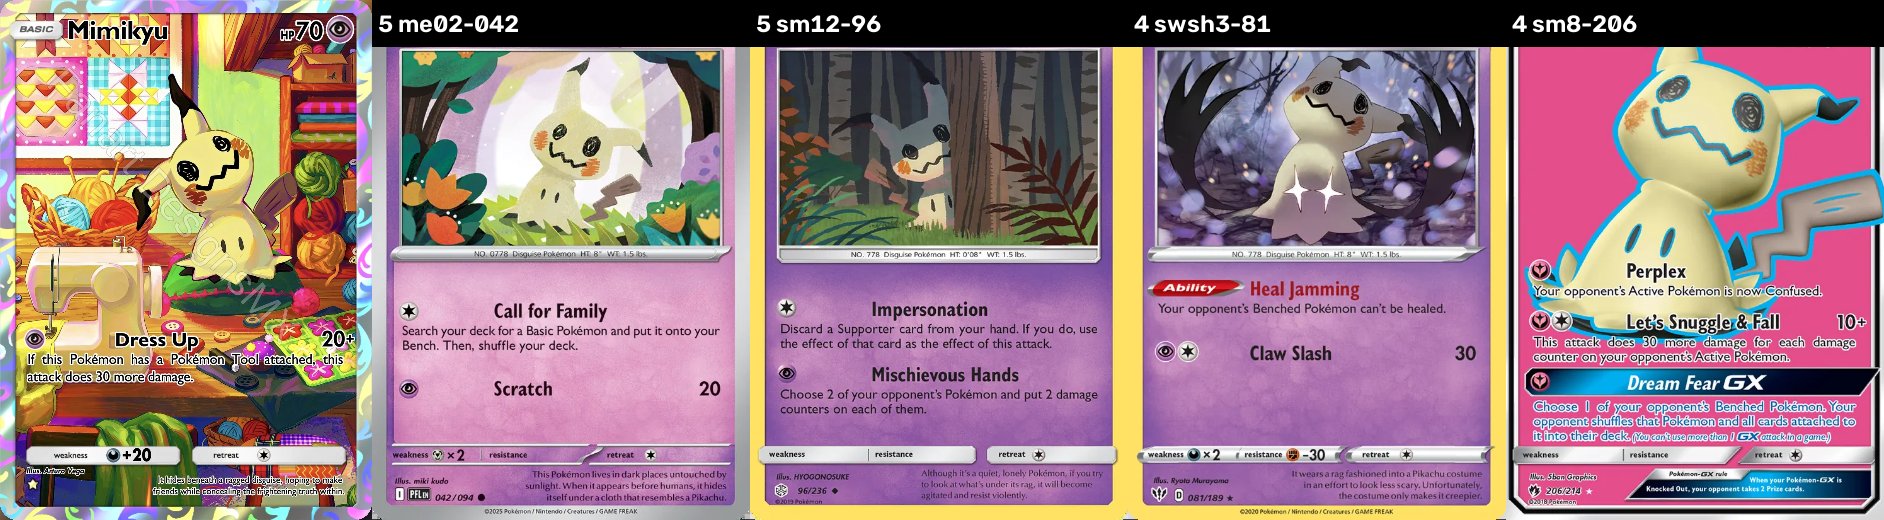 BASIC Mimikyu HP 70
Dress Up 20+
If this Pokémon has a Pokémon Tool attached, this
attack does 30 more damage.
weakness +20 retreat
Illus. Arturo Vega
It hides beneath a ragged disguise, hoping to make
friends while concealing the frightening truth within.
5 me02-042
NO. 0778 Disguise Pokémon HT: 8" WT: 1.5 lbs.
Call for Family
Search your deck for a Basic Pokémon and put it onto your
Bench. Then, shuffle your deck.
Scratch 20
weakness ×2 resistance retreat
Illus. miki kudo
This Pokémon lives in dark places untouched by
sunlight. When it appears before humans, it hides
itself under a cloth that resembles a Pikachu.
I PFL EN 042/094
©2025 Pokémon / Nintendo / Creatures / GAME FREAK
5 sm12-96
NO. 778 Disguise Pokémon HT: 0'08" WT: 1.5 lbs.
Impersonation
Discard a Supporter card from your hand. If you do, use
the effect of that card as the effect of this attack.
Mischievous Hands
Choose 2 of your opponent's Pokémon and put 2 damage
counters on each of them.
weakness resistance retreat
Illus. HYOGONOSUKE
Although it's a quiet, lonely Pokémon, if you try
to look at what's under its rag, it will become
agitated and resist violently.
96/236
©2019 Pokémon
4 swsh3-81
NO. 778 Disguise Pokémon HT: 8" WT: 1.5 lbs.
Ability Heal Jamming
Your opponent's Benched Pokémon can't be healed.
Claw Slash 30
weakness ×2 resistance -30 retreat
Illus. Ryota Murayama
It wears a rag fashioned into a Pikachu costume
in an effort to look less scary. Unfortunately,
the costume only makes it creepier.
D 081/189
©2020 Pokémon / Nintendo / Creatures / GAME FREAK
4 sm8-206
Perplex
Your opponent's Active Pokémon is now Confused.
Let's Snuggle & Fall 10+
This attack does 30 more damage for each damage
counter on your opponent's Active Pokémon.
Dream Fear GX
Choose 1 of your opponent's Benched Pokémon. Your
opponent shuffles that Pokémon and all cards attached to
it into their deck. (You can't use more than 1 GX attack in a game.)
weakness resistance retreat
Illus. 5ban Graphics
Pokémon-GX rule
When your Pokémon-GX is
Knocked Out, your opponent takes 2 Prize cards.
206/214
©2018 Pokémon